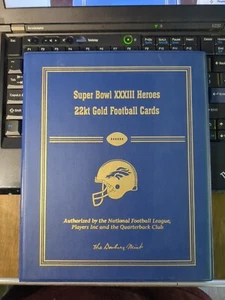 Super Bowl XXXIII Heroes
22kt Gold Football Cards
Authorized by the National Football League,
Players Inc and the Quarterback Club
The Danbury Mint